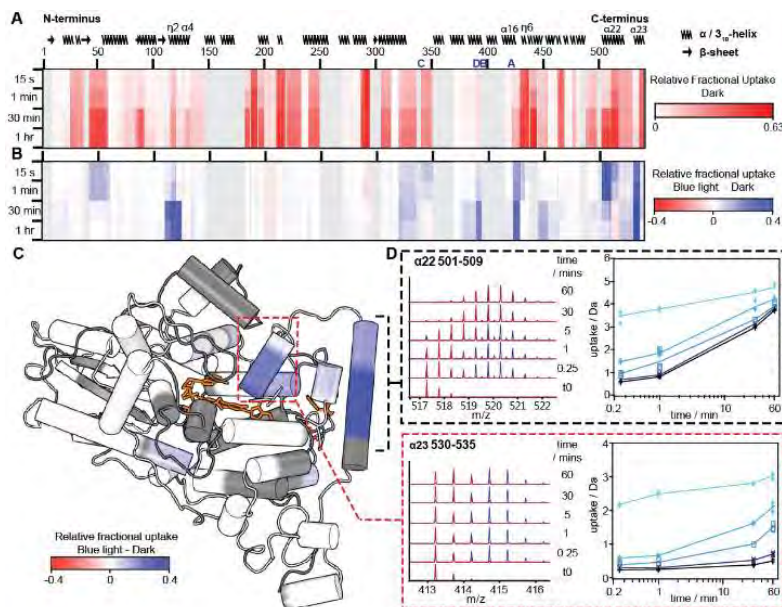 A
N-terminus
η2 α4
α16 η6
C-terminus
α22 α23
α / 3₁₀-helix
β-sheet
1 50 100 150 200 250 300 350 400 450 500
C A
15 s
1 min
30 min
1 hr
Relative Fractional Uptake
Dark
0 0.63
B
15 s
1 min
30 min
1 hr
Relative fractional uptake
Blue light - Dark
-0.4 0 0.4
C
Relative fractional uptake
Blue light - Dark
-0.4 0 0.4
D
α22 501-509
time
/ mins
60
30
5
1
0.25
t0
517 518 519 520 521 522
m/z
uptake / Da
6
5
4
3
2
1
0
0.2 1 30 60
time / min
α23 530-535
time
/ mins
60
30
5
1
0.25
t0
413 414 415 416
m/z
uptake / Da
4
3
2
1
0
0.2 1 30 60
time / min